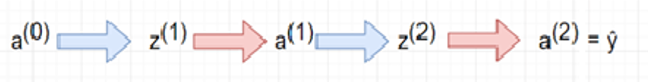 a(0) z(1) a(1) z(2) a(2) = ŷ